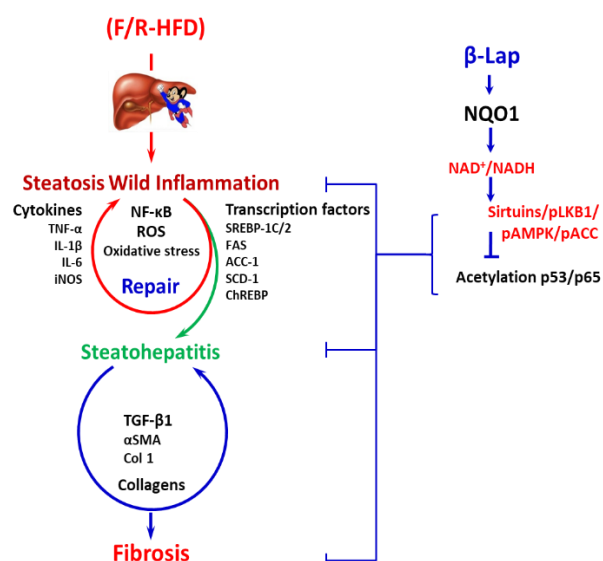 (F/R-HFD)
Steatosis Wild Inflammation
Cytokines
TNF-α
IL-1β
IL-6
iNOS
NF-κB
ROS
Oxidative stress
Repair
Transcription factors
SREBP-1C/2
FAS
ACC-1
SCD-1
ChREBP
Steatohepatitis
TGF-β1
αSMA
Col 1
Collagens
Fibrosis
β-Lap
NQO1
NAD⁺/NADH
Sirtuins/pLKB1/
pAMPK/pACC
Acetylation p53/p65